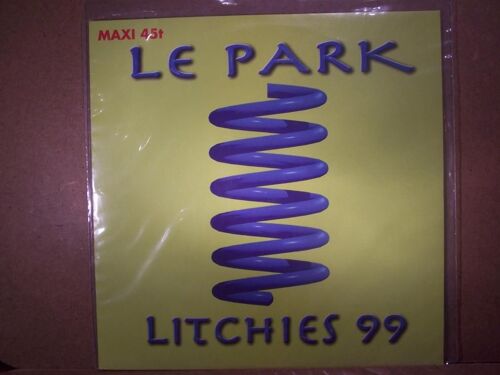 MAXI 45t
LE PARK
LITCHIES 99